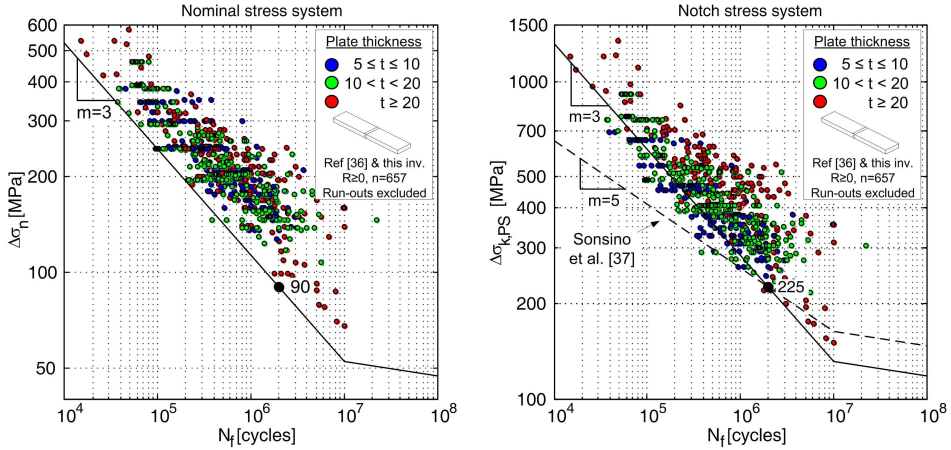 Nominal stress system
600
500
400
300
200
100
50
Δσn [MPa]
Plate thickness
5 ≤ t ≤ 10
10 < t < 20
t ≥ 20
Ref [36] & this inv.
R≥0, n=657
Run-outs excluded
m=3
90
10^4 10^5 10^6 10^7 10^8
Nf [cycles]
Notch stress system
1500
1000
700
500
400
300
200
100
Δσk,PS [MPa]
Plate thickness
5 ≤ t ≤ 10
10 < t < 20
t ≥ 20
Ref [36] & this inv.
R≥0, n=657
Run-outs excluded
m=3
m=5
Sonsino
et al. [37]
225
10^4 10^5 10^6 10^7 10^8
Nf [cycles]